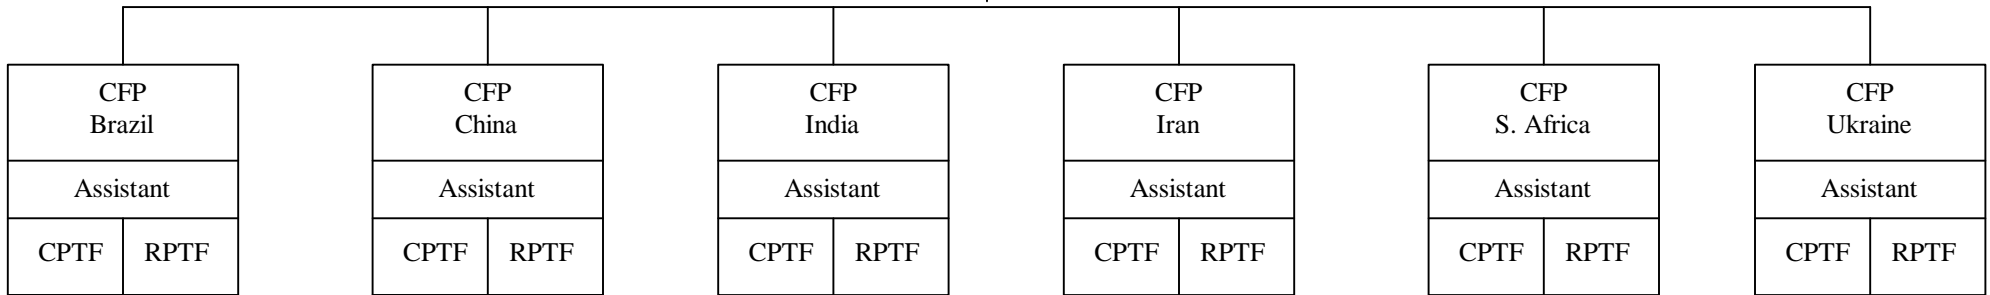 CFP
Brazil
Assistant
CPTF RPTF
CFP
China
Assistant
CPTF RPTF
CFP
India
Assistant
CPTF RPTF
CFP
Iran
Assistant
CPTF RPTF
CFP
S. Africa
Assistant
CPTF RPTF
CFP
Ukraine
Assistant
CPTF RPTF